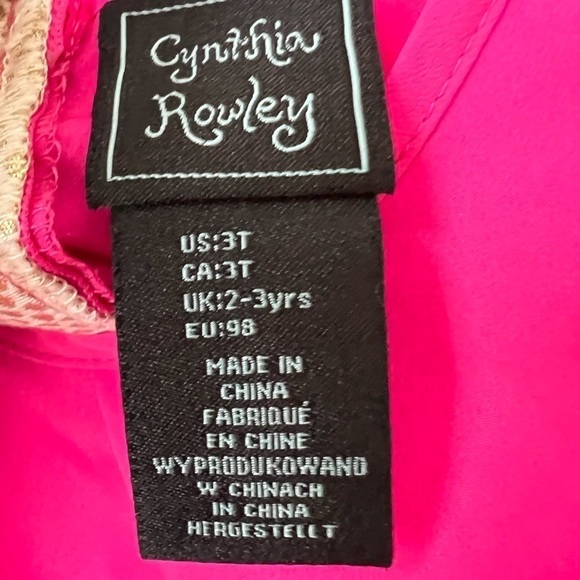 Cynthia
Rowley
US:3T
CA:3T
UK:2-3yrs
EU:98
MADE IN
CHINA
FABRIQUÉ
EN CHINE
WYPRODUKOWANO
W CHINACH
IN CHINA
HERGESTELLT